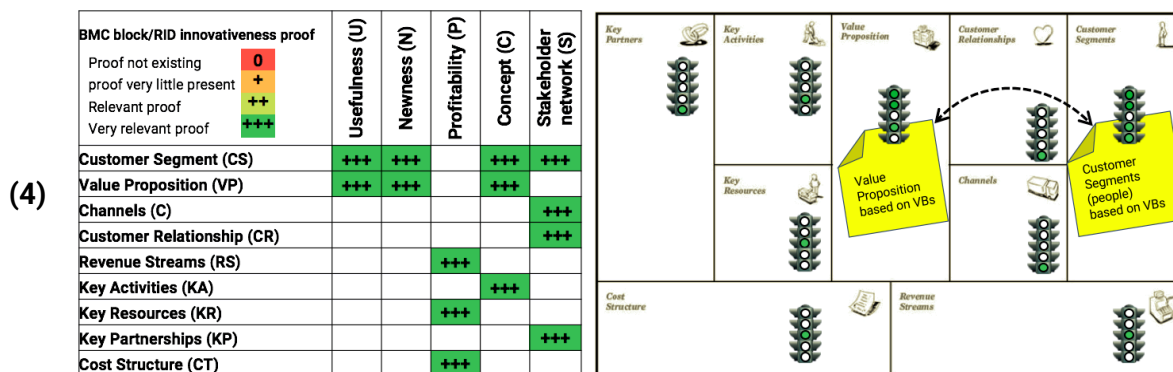 (4)
BMC block/RID innovativeness proof
Proof not existing 0
proof very little present +
Relevant proof ++
Very relevant proof +++
Usefulness (U)
Newness (N)
Profitability (P)
Concept (C)
Stakeholder
network (S)
Customer Segment (CS) +++ +++ +++ +++
Value Proposition (VP) +++ +++ +++
Channels (C) +++
Customer Relationship (CR) +++
Revenue Streams (RS) +++
Key Activities (KA) +++
Key Resources (KR) +++
Key Partnerships (KP) +++
Cost Structure (CT) +++
Key
Partners
Key
Activities
Value
Proposition
Customer
Relationships
Customer
Segments
Value
Proposition
based on VBs
Customer
Segments
(people)
based on VBs
Key
Resources
Channels
Cost
Structure
Revenue
Streams